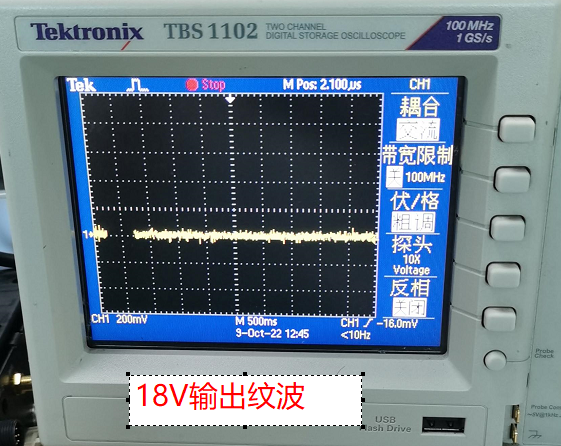 Tektronix TBS 1102 TWO CHANNEL
DIGITAL STORAGE OSCILLOSCOPE
100 MHz
1 GS/s
Tek Stop M Pos: 2.100µs CH1
耦合
交流
带宽限制
关 100MHz
伏/格
粗调
探头
10X
Voltage
反相
关闭
1
CH1 200mV M 500ms CH1 -16.0mV
3-Oct-22 12:45 <10Hz
18V输出纹波
USB
Flash Drive
Probe
Check